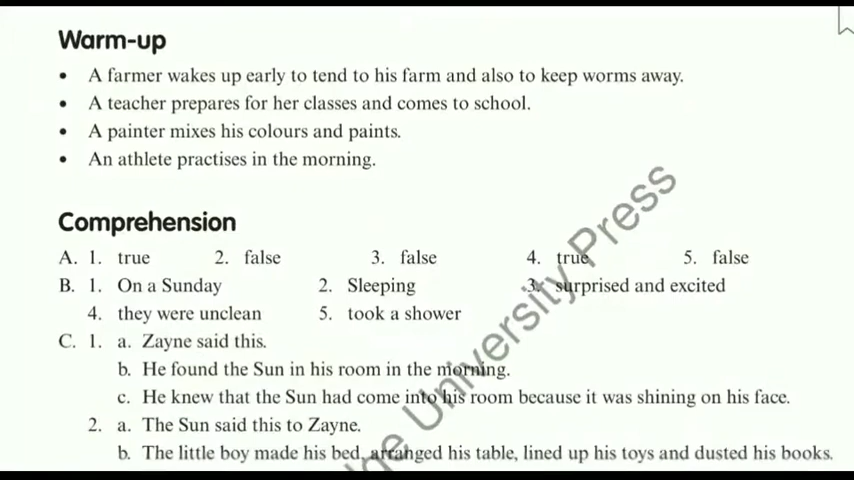 Warm-up
• A farmer wakes up early to tend to his farm and also to keep worms away.
• A teacher prepares for her classes and comes to school.
• A painter mixes his colours and paints.
• An athlete practises in the morning.
Comprehension
A. 1. true 2. false 3. false 4. true 5. false
B. 1. On a Sunday 2. Sleeping 3. surprised and excited
4. they were unclean 5. took a shower
C. 1. a. Zayne said this.
b. He found the Sun in his room in the morning.
c. He knew that the Sun had come into his room because it was shining on his face.
2. a. The Sun said this to Zayne.
b. The little boy made his bed, arranged his table, lined up his toys and dusted his books.
University Press